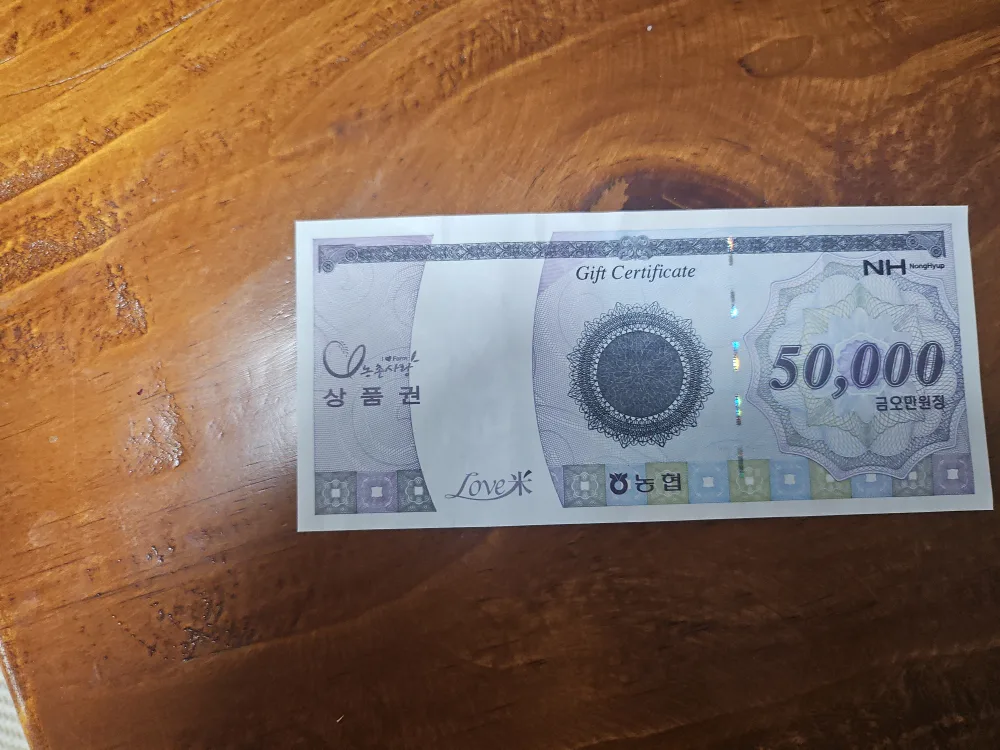 Gift Certificate
NH NongHyup
I ♥ Farm
농촌사랑
상품권
50,000
금오만원정
Love米
농협